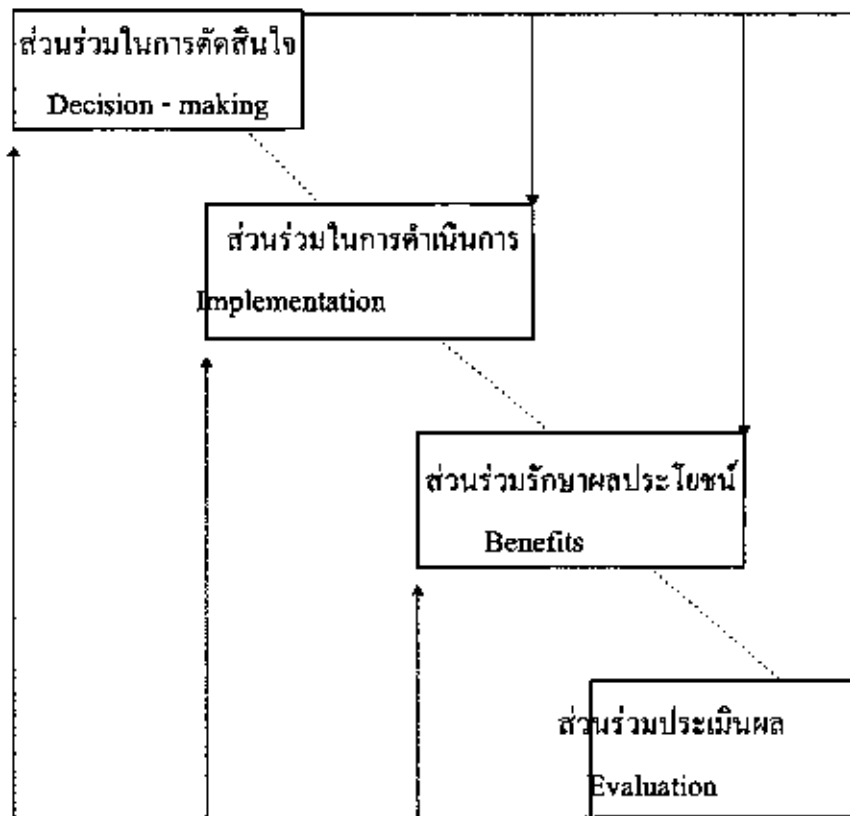 ส่วนร่วมในการตัดสินใจ
Decision - making
ส่วนร่วมในการดำเนินการ
Implementation
ส่วนร่วมรักษาผลประโยชน์
Benefits
ส่วนร่วมประเมินผล
Evaluation